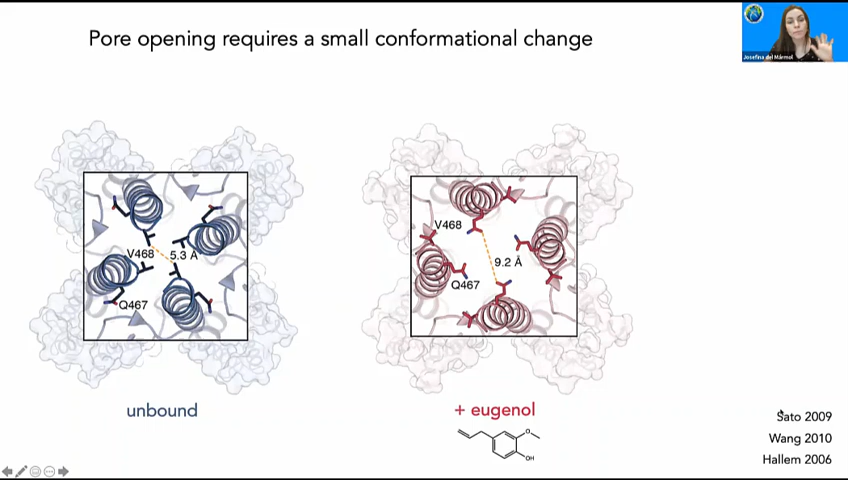 Pore opening requires a small conformational change
Josefina del Mármol
V468
5.3 Å
Q467
V468
9.2 Å
Q467
unbound
+ eugenol
O
OH
Sato 2009
Wang 2010
Hallem 2006